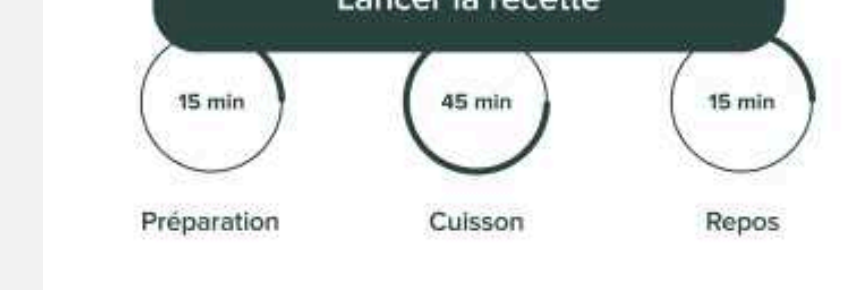 Lancer la recette
15 min 45 min 15 min
Préparation Cuisson Repos